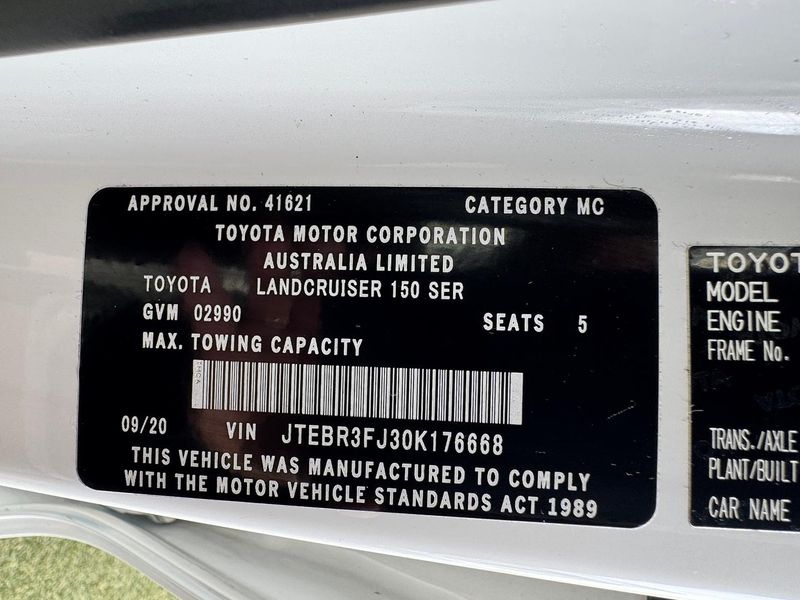 APPROVAL NO. 41621 CATEGORY MC
TOYOTA MOTOR CORPORATION
AUSTRALIA LIMITED
TOYOTA LANDCRUISER 150 SER
GVM 02990 SEATS 5
MAX. TOWING CAPACITY
09/20 VIN JTEBR3FJ30K176668
THIS VEHICLE WAS MANUFACTURED TO COMPLY
WITH THE MOTOR VEHICLE STANDARDS ACT 1989
TOYOT
MODEL
ENGINE
FRAME No.
TRANS./AXLE
PLANT/BUILT
CAR NAME